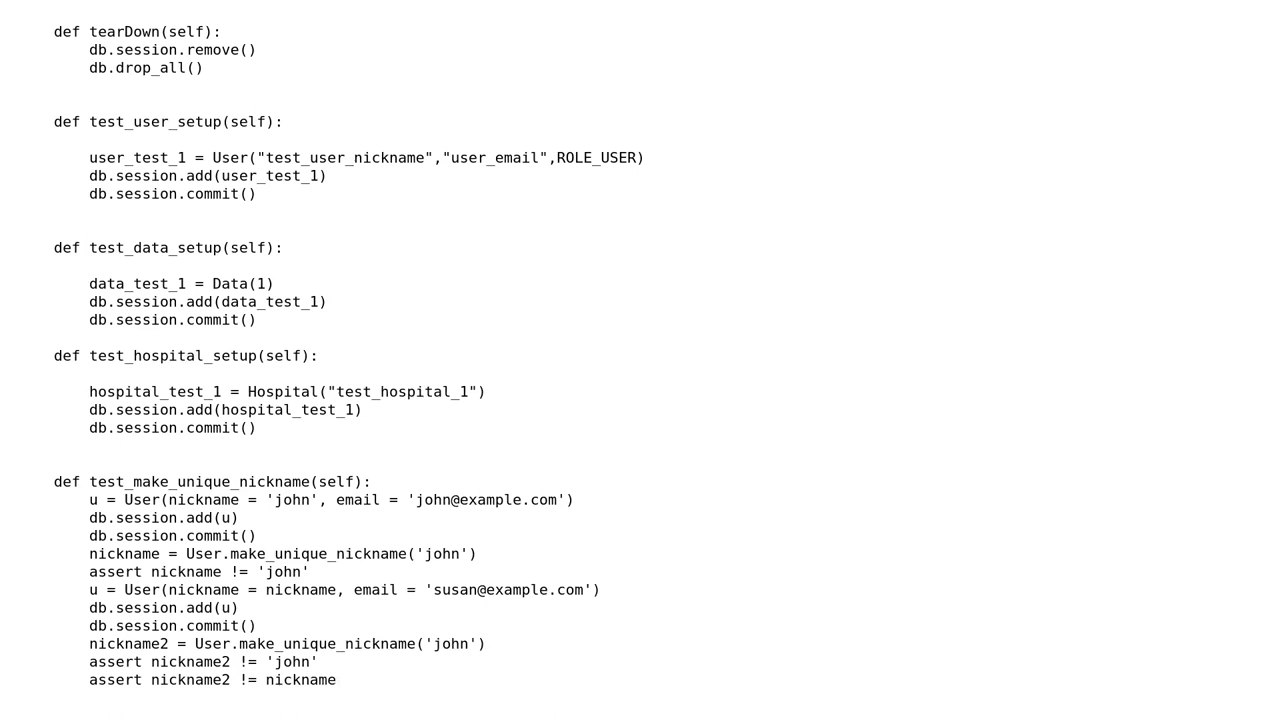 def tearDown(self):
    db.session.remove()
    db.drop_all()
def test_user_setup(self):
    user_test_1 = User("test_user_nickname","user_email",ROLE_USER)
    db.session.add(user_test_1)
    db.session.commit()
def test_data_setup(self):
    data_test_1 = Data(1)
    db.session.add(data_test_1)
    db.session.commit()
def test_hospital_setup(self):
    hospital_test_1 = Hospital("test_hospital_1")
    db.session.add(hospital_test_1)
    db.session.commit()
def test_make_unique_nickname(self):
    u = User(nickname = 'john', email = 'john@example.com')
    db.session.add(u)
    db.session.commit()
    nickname = User.make_unique_nickname('john')
    assert nickname != 'john'
    u = User(nickname = nickname, email = 'susan@example.com')
    db.session.add(u)
    db.session.commit()
    nickname2 = User.make_unique_nickname('john')
    assert nickname2 != 'john'
    assert nickname2 != nickname